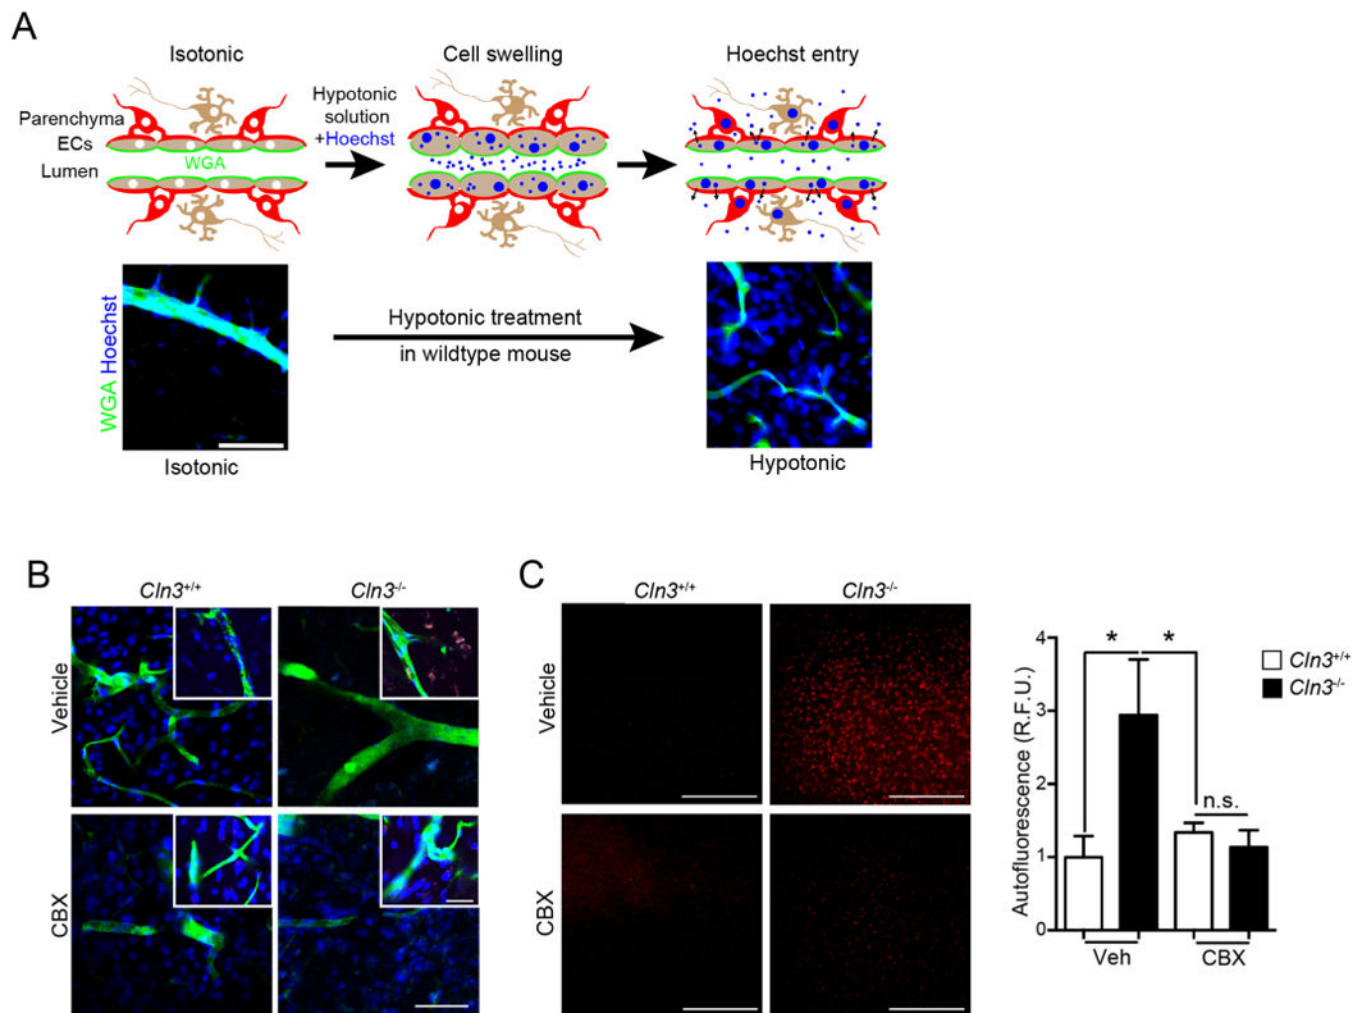 A
Isotonic
Cell swelling
Hoechst entry
Parenchyma
ECs
Lumen
WGA
Hypotonic
solution
+Hoechst
WGA Hoechst
Isotonic
Hypotonic treatment
in wildtype mouse
Hypotonic
B
Cln3+/+
Cln3-/-
Vehicle
CBX
C
Cln3+/+
Cln3-/-
Vehicle
CBX
Autofluorescence (R.F.U.)
4
3
2
1
0
*
*
n.s.
Veh
CBX
Cln3+/+
Cln3-/-